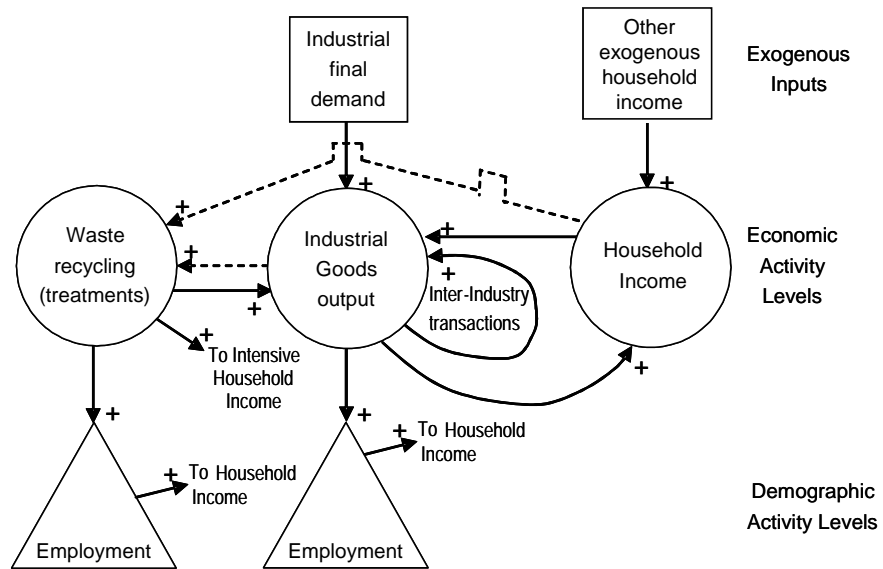 Industrial
final
demand
Other
exogenous
household
income
Exogenous
Inputs
+
+
+
Waste
recycling
(treatments)
+
+
Industrial
Goods
output
+
+
Inter-Industry
transactions
Household
Income
Economic
Activity
Levels
+
+
To Intensive
Household
Income
+
+
+
+ To Household
Income
+ To Household
Income
Employment
Employment
Demographic
Activity Levels